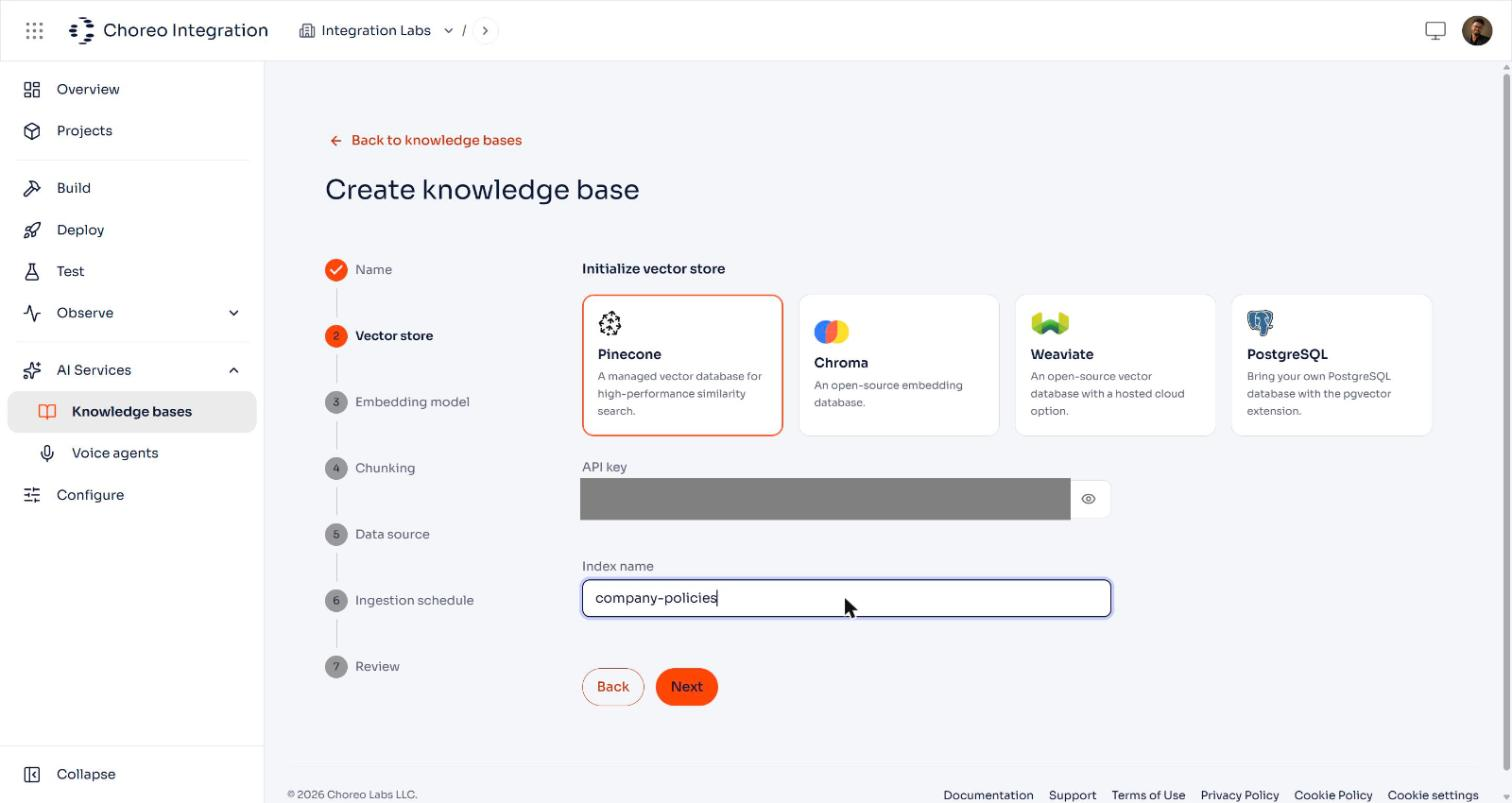 Choreo Integration
Integration Labs
/
Overview
Projects
Build
Deploy
Test
Observe
AI Services
Knowledge bases
Voice agents
Configure
Collapse
Back to knowledge bases
Create knowledge base
Name
2 Vector store
3 Embedding model
4 Chunking
5 Data source
6 Ingestion schedule
7 Review
Initialize vector store
Pinecone
A managed vector database for
high-performance similarity
search.
Chroma
An open-source embedding
database.
Weaviate
An open-source vector
database with a hosted cloud
option.
PostgreSQL
Bring your own PostgreSQL
database with the pgvector
extension.
API key
Index name
company-policies
Back
Next
© 2026 Choreo Labs LLC.
Documentation Support Terms of Use Privacy Policy Cookie Policy Cookie settings